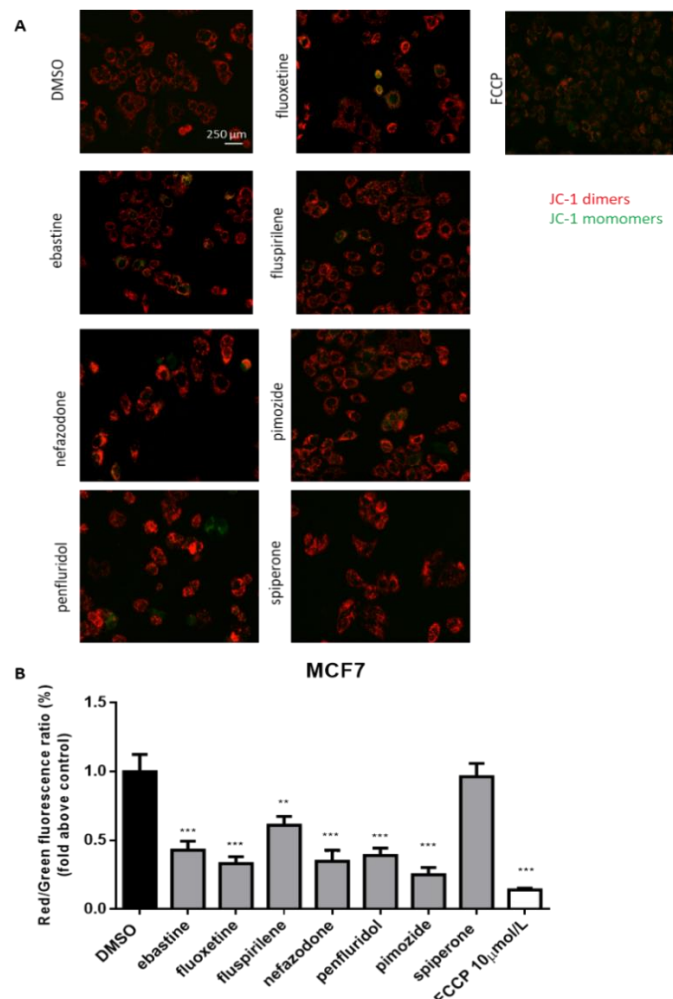 A
DMSO
250 µm
fluoxetine
FCCP
JC-1 dimers
JC-1 momomers
ebastine
fluspirilene
nefazodone
pimozide
penfluridol
spiperone
B
MCF7
Red/Green fluorescence ratio (%)
(fold above control)
1.5
1.0
0.5
0.0
***
***
**
***
***
***
***
DMSO
ebastine
fluoxetine
fluspirilene
nefazodone
penfluridol
pimozide
spiperone
FCCP 10µmol/L